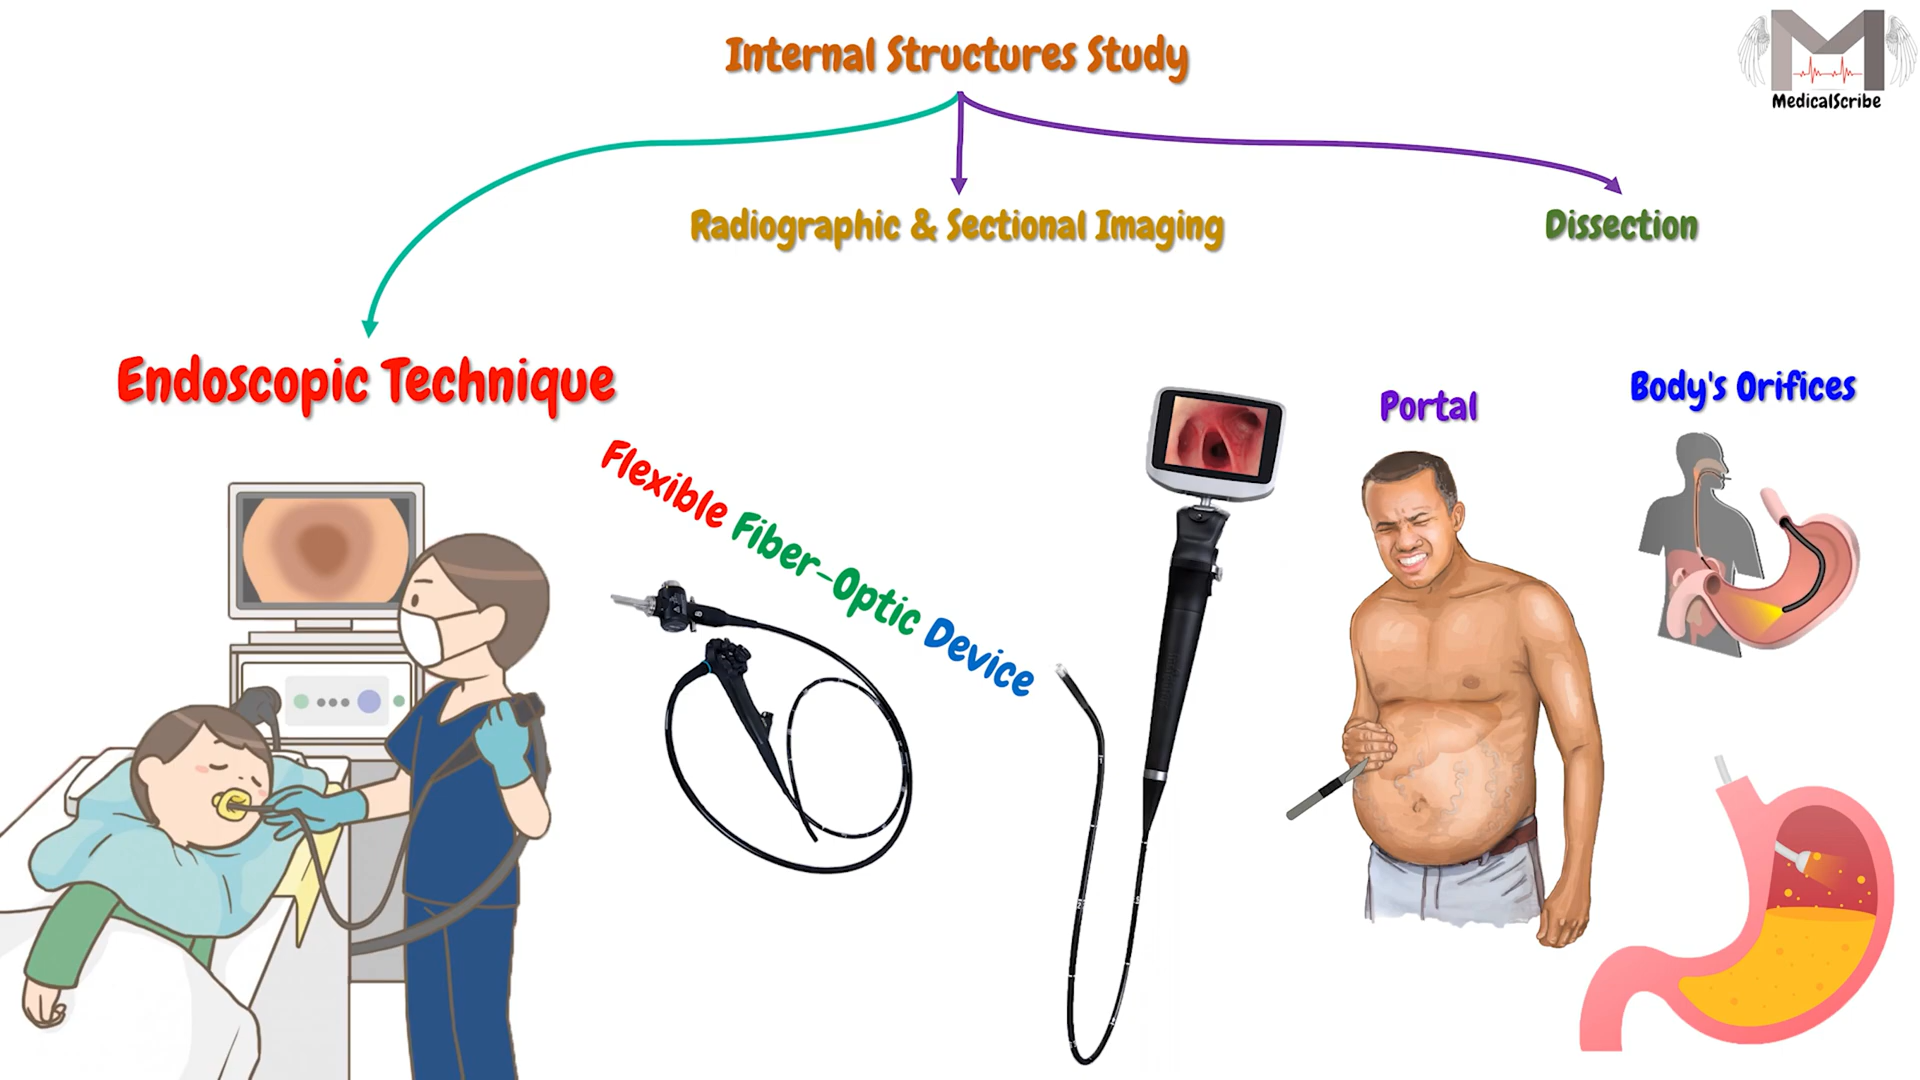 Internal Structures Study
MedicalScribe
Radiographic & Sectional Imaging
Dissection
Endoscopic Technique
Flexible Fiber-Optic Device
Portal
Body's Orifices